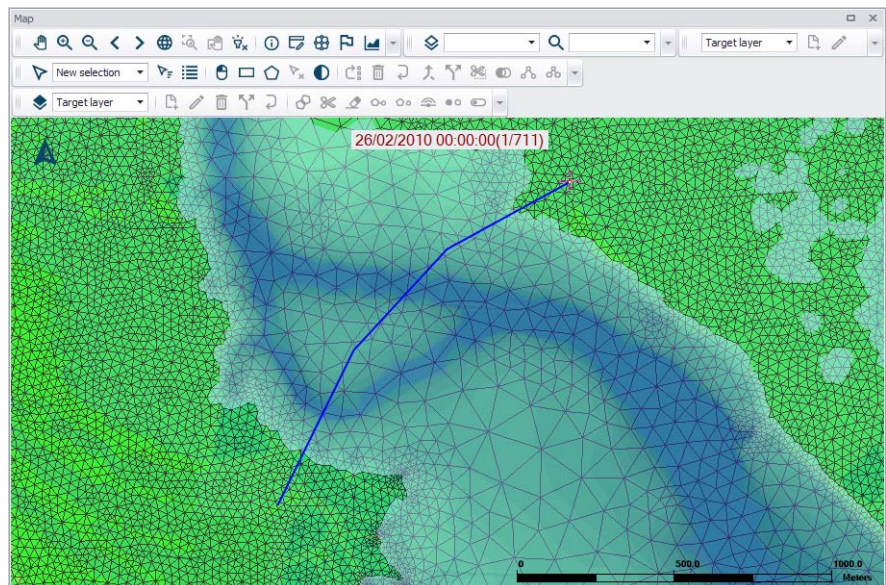 Map
Target layer
New selection
Target layer
26/02/2010 00:00:00(1/711)
0 500.0 1000.0
Meters